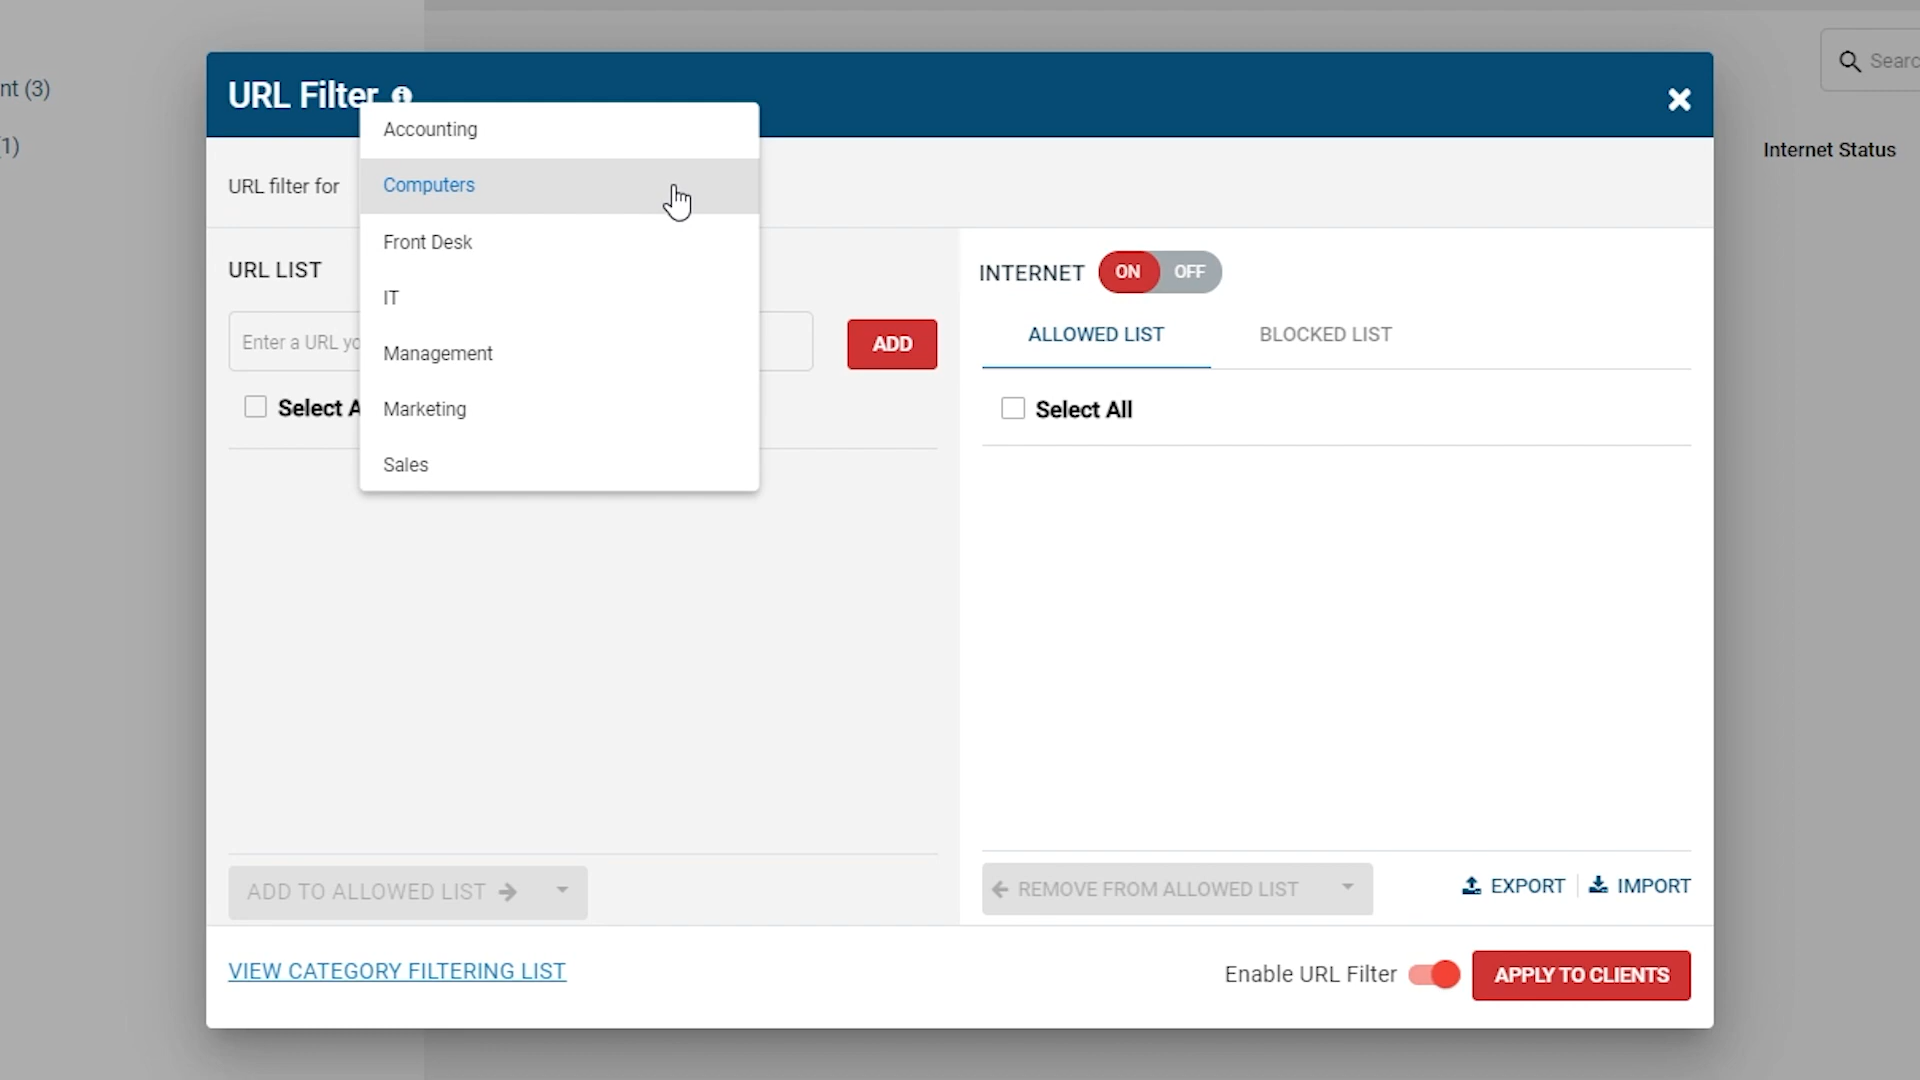 nt (3)
(1)
Searc
Internet Status
URL Filter
URL filter for
Accounting
Computers
Front Desk
IT
Management
Marketing
Sales
URL LIST
Enter a URL yo
ADD
Select A
INTERNET ON OFF
ALLOWED LIST BLOCKED LIST
Select All
ADD TO ALLOWED LIST
REMOVE FROM ALLOWED LIST
EXPORT IMPORT
VIEW CATEGORY FILTERING LIST
Enable URL Filter APPLY TO CLIENTS